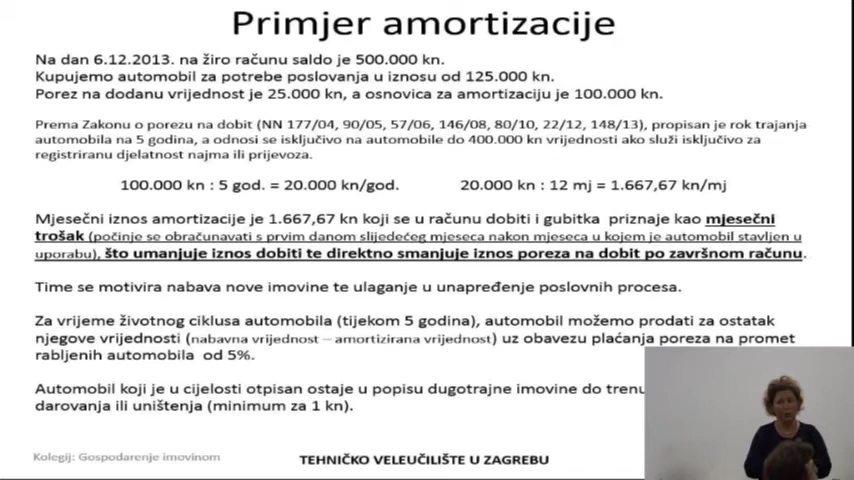 Primjer amortizacije
Na dan 6.12.2013. na žiro računu saldo je 500.000 kn.
Kupujemo automobil za potrebe poslovanja u iznosu od 125.000 kn.
Porez na dodanu vrijednost je 25.000 kn, a osnovica za amortizaciju je 100.000 kn.
Prema Zakonu o porezu na dobit (NN 177/04, 90/05, 57/06, 146/08, 80/10, 22/12, 148/13), propisan je rok trajanja
automobila na 5 godina, a odnosi se isključivo na automobile do 400.000 kn vrijednosti ako služi isključivo za
registriranu djelatnost najma ili prijevoza.
100.000 kn : 5 god. = 20.000 kn/god. 20.000 kn : 12 mj = 1.667,67 kn/mj
Mjesečni iznos amortizacije je 1.667,67 kn koji se u računu dobiti i gubitka priznaje kao mjesečni
trošak (počinje se obračunavati s prvim danom slijedećeg mjeseca nakon mjeseca u kojem je automobil stavljen u
uporabu), što umanjuje iznos dobiti te direktno smanjuje iznos poreza na dobit po završnom računu.
Time se motivira nabava nove imovine te ulaganje u unapređenje poslovnih procesa.
Za vrijeme životnog ciklusa automobila (tijekom 5 godina), automobil možemo prodati za ostatak
njegove vrijednosti (nabavna vrijednost – amortizirana vrijednost) uz obavezu plaćanja poreza na promet
rabljenih automobila od 5%.
Automobil koji je u cijelosti otpisan ostaje u popisu dugotrajne imovine do
darovanja ili uništenja (minimum za 1 kn).
Kolegij: Gospodarenje imovinom
TEHNIČKO VELEUČILIŠTE U ZAGREBU